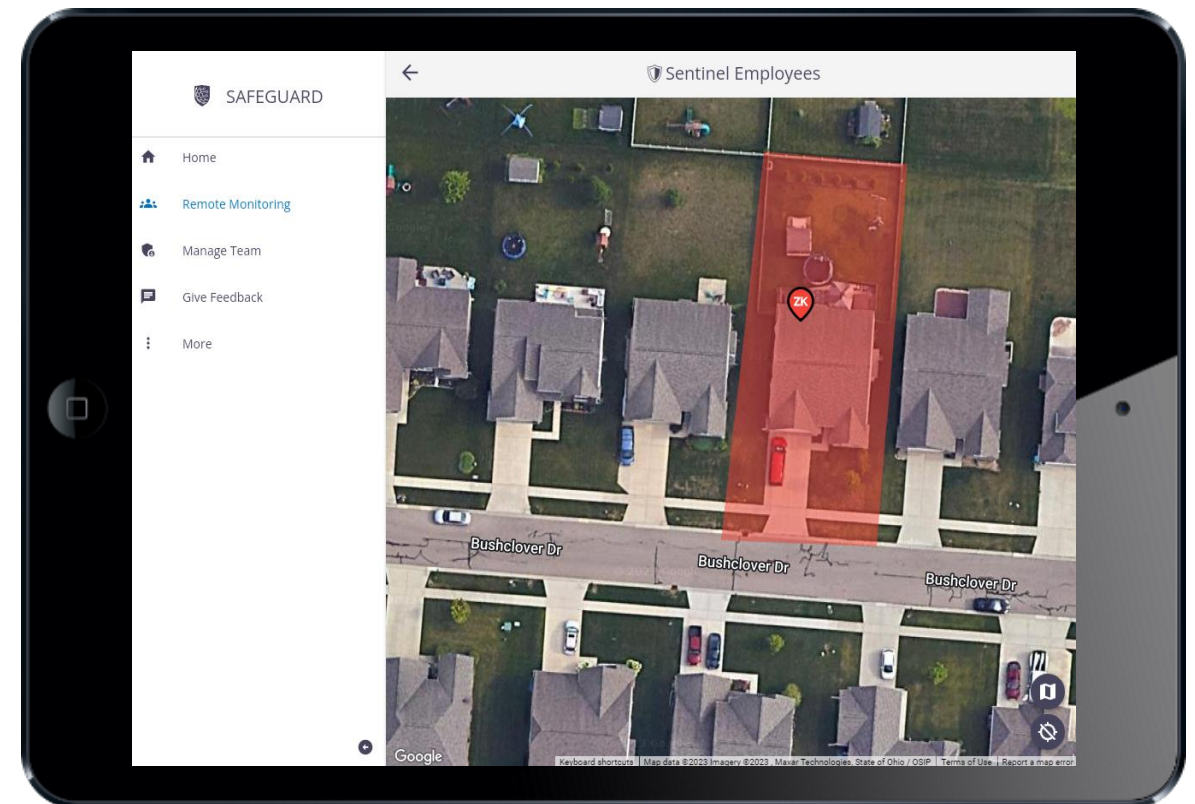 SAFEGUARD
Home
Remote Monitoring
Manage Team
Give Feedback
More
Sentinel Employees
ZK
Bushclover Dr
Bushclover Dr
Bushclover Dr
Google
Keyboard shortcuts Map data ©2023 Imagery ©2023 , Maxar Technologies, State of Ohio / OSIP Terms of Use Report a map error